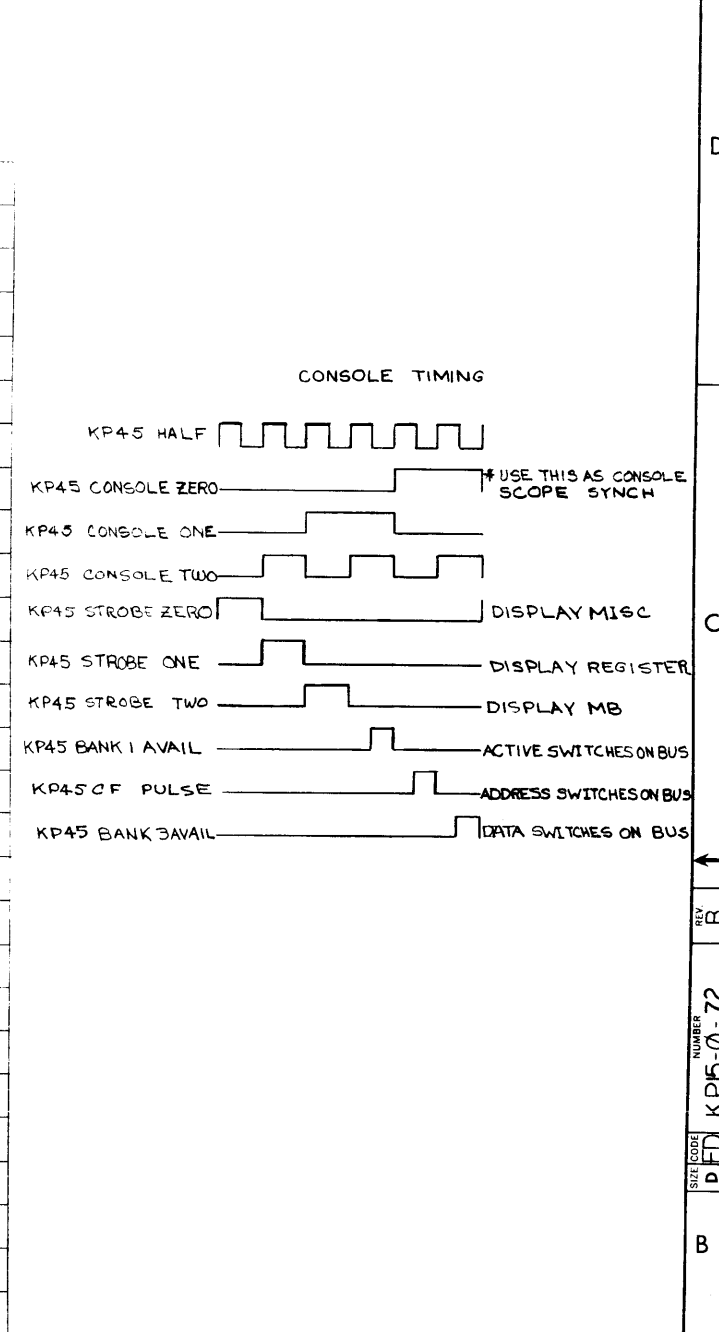 D
CONSOLE TIMING
KP45 HALF
KP45 CONSOLE ZERO
* USE THIS AS CONSOLE
SCOPE SYNCH
KP45 CONSOLE ONE
KP45 CONSOLE TWO
KP45 STROBE ZERO
DISPLAY MISC
C
KP45 STROBE ONE
DISPLAY REGISTER
KP45 STROBE TWO
DISPLAY MB
KP45 BANK 1 AVAIL
ACTIVE SWITCHES ON BUS
KP45 CF PULSE
ADDRESS SWITCHES ON BUS
KP45 BANK 3 AVAIL
DATA SWITCHES ON BUS
REV.
B
NUMBER
KP15-0-72
SIZE CODE
D FD
B